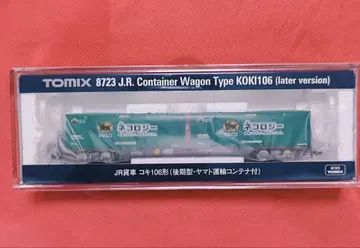 TOMIX 8723 J.R. Container Wagon Type KOKI106 (later version)
ネコロジー ネコロジー
JR貨車 コキ106形(後期型・ヤマト運輸コンテナ付)
8723
TOMIX